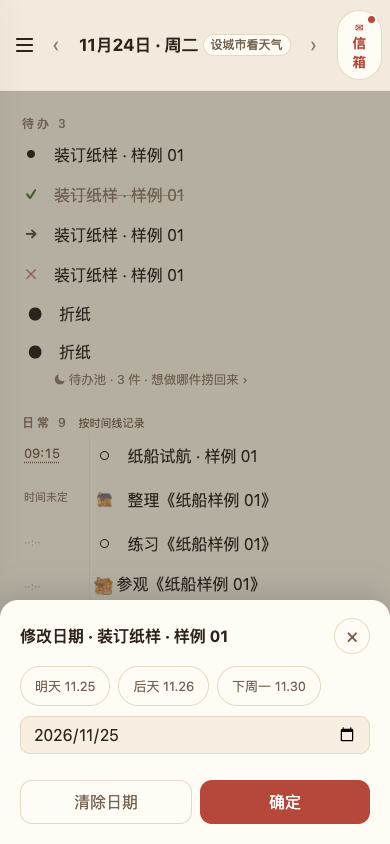 11月24日 · 周二
设城市看天气
信
箱
待办 3
装订纸样 · 样例 01
装订纸样 · 样例 01
装订纸样 · 样例 01
装订纸样 · 样例 01
折纸
折纸
待办池 · 3 件 · 想做哪件捞回来 ›
日常 9 按时间线记录
09:15 纸船试航 · 样例 01
时间未定 整理《纸船样例 01》
--:-- 练习《纸船样例 01》
--:-- 参观《纸船样例 01》
修改日期 · 装订纸样 · 样例 01
明天 11.25 后天 11.26 下周一 11.30
2026/11/25
清除日期 确定